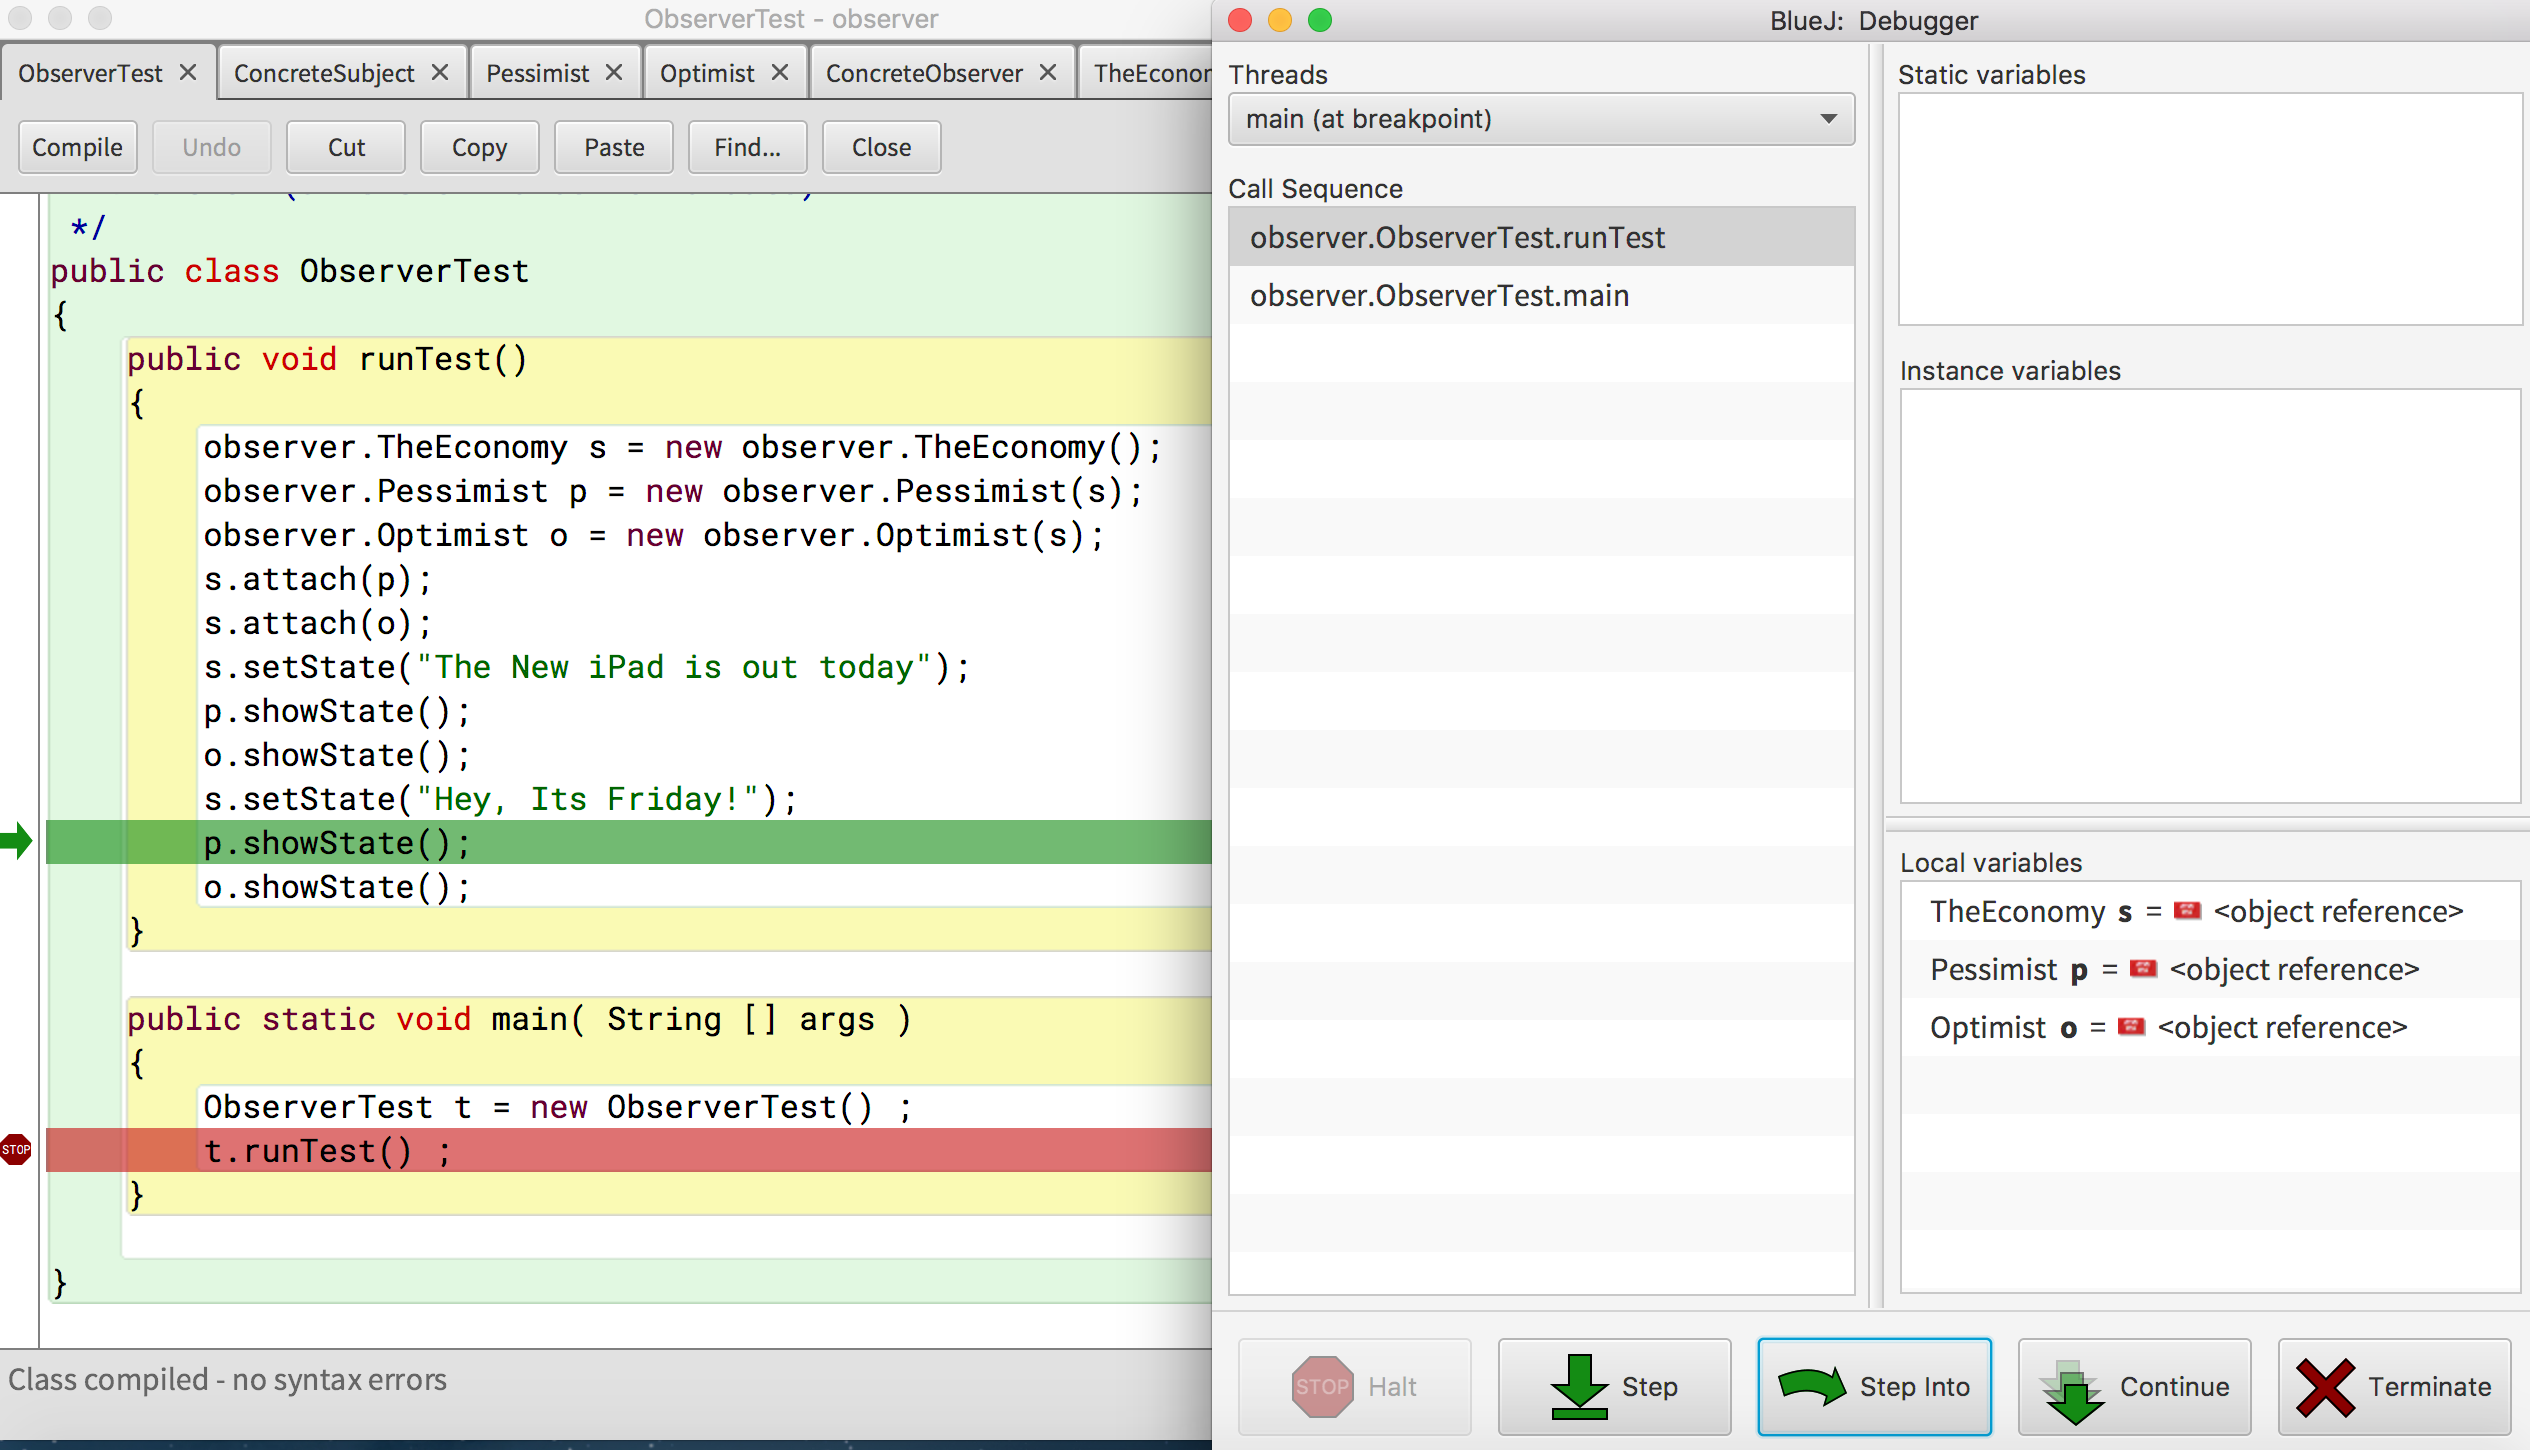 ObserverTest - observer
ObserverTest ConcreteSubject Pessimist Optimist ConcreteObserver
Compile Undo Cut Copy Paste Find... Close
*/
public class ObserverTest
{
public void runTest()
{
observer.TheEconomy s = new observer.TheEconomy();
observer.Pessimist p = new observer.Pessimist(s);
observer.Optimist o = new observer.Optimist(s);
s.attach(p);
s.attach(o);
s.setState("The New iPad is out today");
p.showState();
o.showState();
s.setState("Hey, Its Friday!");
p.showState();
o.showState();
}
public static void main( String [] args )
{
ObserverTest t = new ObserverTest() ;
STOP t.runTest() ;
}
}
Class compiled - no syntax errors
BlueJ: Debugger
Threads
main (at breakpoint)
Call Sequence
observer.ObserverTest.runTest
observer.ObserverTest.main
Static variables
Instance variables
Local variables
TheEconomy s = <object reference>
Pessimist p = <object reference>
Optimist o = <object reference>
STOP Halt Step Step Into Continue Terminate